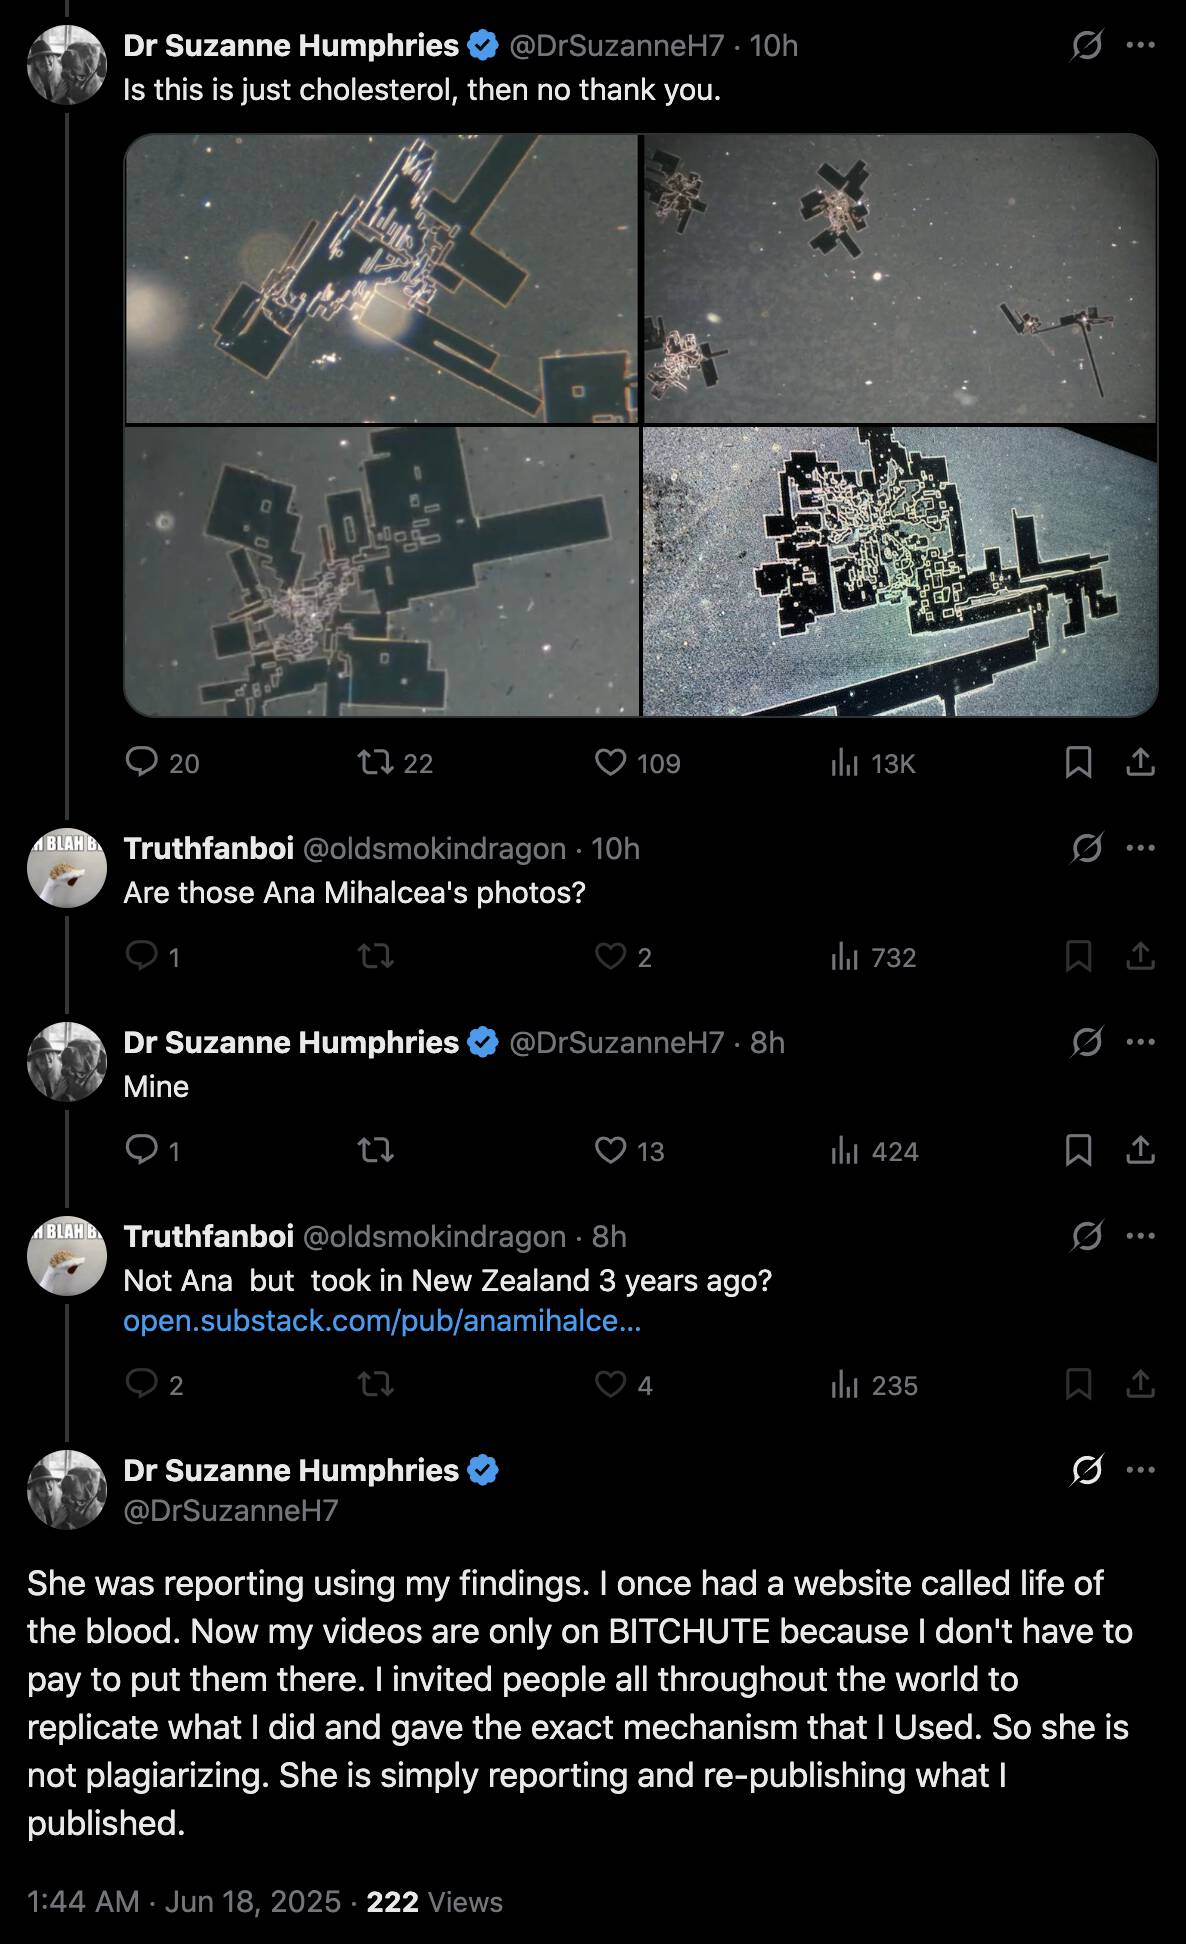 Dr Suzanne Humphries @DrSuzanneH7 · 10h
Is this is just cholesterol, then no thank you.
20 22 109 13K
H BLAH B
Truthfanboi @oldsmokindragon · 10h
Are those Ana Mihalcea's photos?
1 2 732
Dr Suzanne Humphries @DrSuzanneH7 · 8h
Mine
1 13 424
H BLAH B
Truthfanboi @oldsmokindragon · 8h
Not Ana but took in New Zealand 3 years ago?
open.substack.com/pub/anamihalce...
2 4 235
Dr Suzanne Humphries
@DrSuzanneH7
She was reporting using my findings. I once had a website called life of
the blood. Now my videos are only on BITCHUTE because I don't have to
pay to put them there. I invited people all throughout the world to
replicate what I did and gave the exact mechanism that I Used. So she is
not plagiarizing. She is simply reporting and re-publishing what I
published.
1:44 AM · Jun 18, 2025 · 222 Views